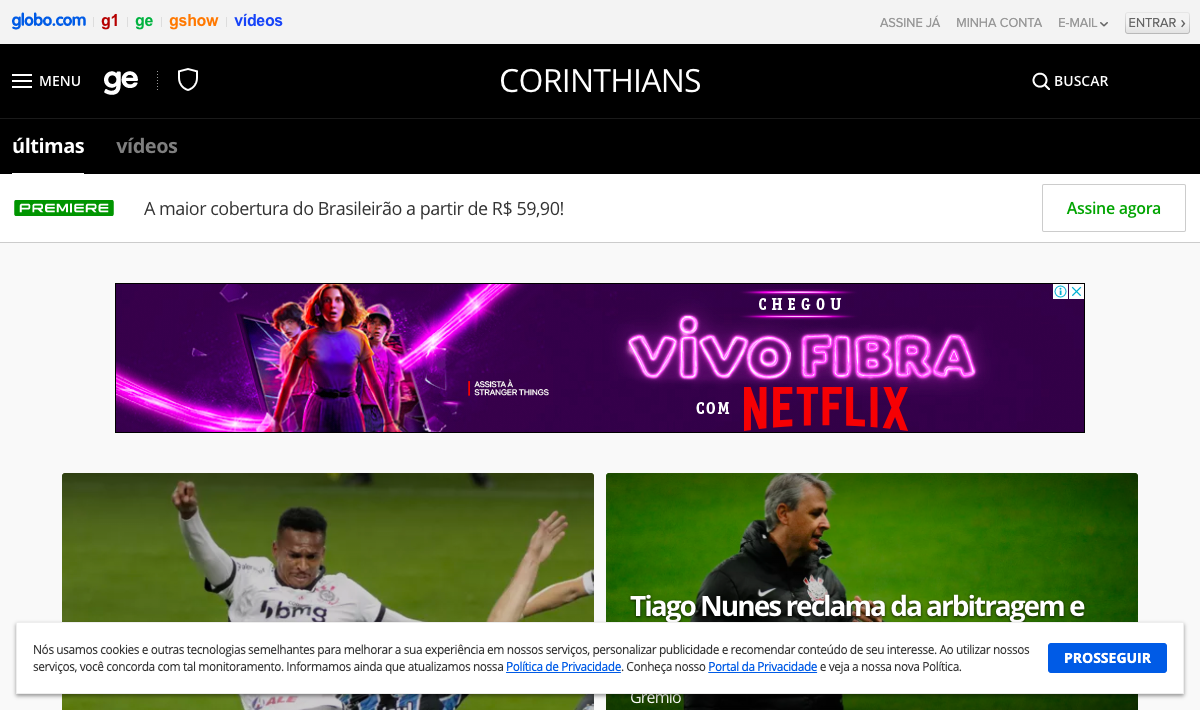 globo.com g1 ge gshow vídeos ASSINE JÁ MINHA CONTA E-MAIL ENTRAR ›
MENU ge CORINTHIANS BUSCAR
últimas vídeos
PREMIERE A maior cobertura do Brasileirão a partir de R$ 59,90! Assine agora
CHEGOU
VIVO FIBRA
ASSISTA À
STRANGER THINGS
COM NETFLIX
bmg
Tiago Nunes reclama da arbitragem e
Nós usamos cookies e outras tecnologias semelhantes para melhorar a sua experiência em nossos serviços, personalizar publicidade e recomendar conteúdo de seu interesse. Ao utilizar nossos
serviços, você concorda com tal monitoramento. Informamos ainda que atualizamos nossa Política de Privacidade. Conheça nosso Portal da Privacidade e veja a nossa nova Política.
PROSSEGUIR
Grêmio